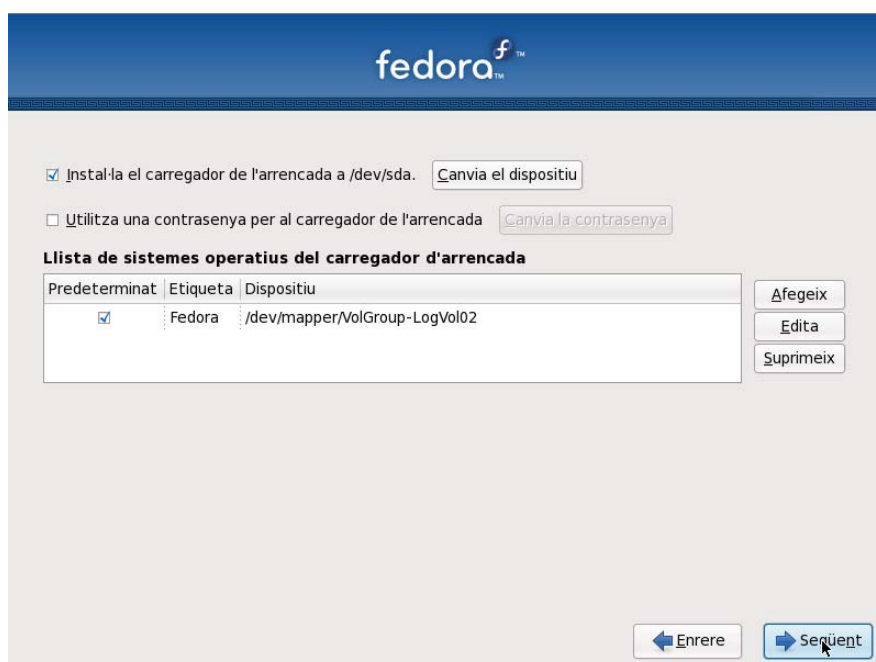 fedora
Instal·la el carregador de l'arrencada a /dev/sda. Canvia el dispositiu
Utilitza una contrasenya per al carregador de l'arrencada Canvia la contrasenya
Llista de sistemes operatius del carregador d'arrencada
Predeterminat Etiqueta Dispositiu
Fedora /dev/mapper/VolGroup-LogVol02
Afegeix
Edita
Suprimeix
Enrere Següent